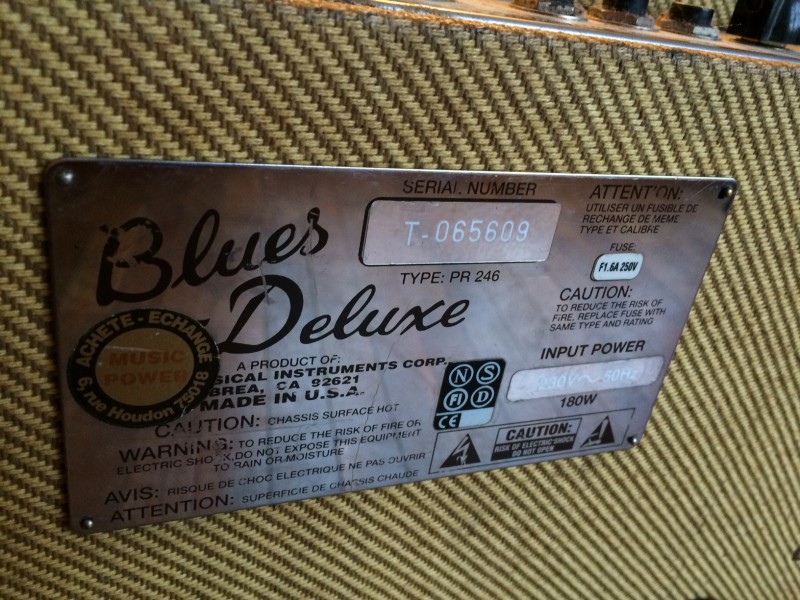 Blues
Deluxe
SERIAL NUMBER
T-065609
TYPE: PR 246
ATTENTION:
UTILISER UN FUSIBLE DE
RECHANGE DE MEME
TYPE ET CALIBRE
FUSE:
F1.6A 250V
CAUTION:
TO REDUCE THE RISK OF
FIRE, REPLACE FUSE WITH
SAME TYPE AND RATING
INPUT POWER
230V~ 50Hz
180W
ACHETE - ECHANGE
MUSIC
POWER
6, rue Houdon 75018
A PRODUCT OF:
SICAL INSTRUMENTS CORP.
BREA, CA 92621
MADE IN U.S.A.
N S
FI D
CE
CAUTION: CHASSIS SURFACE HOT
WARNING: TO REDUCE THE RISK OF FIRE OR
ELECTRIC SHOCK,DO NOT EXPOSE THIS EQUIPMENT
TO RAIN OR MOISTURE
CAUTION:
RISK OF ELECTRIC SHOCK
DO NOT OPEN
AVIS: RISQUE DE CHOC ELECTRIQUE NE PAS OUVRIR
ATTENTION: SUPERFICIE DE CHASSIS CHAUDE